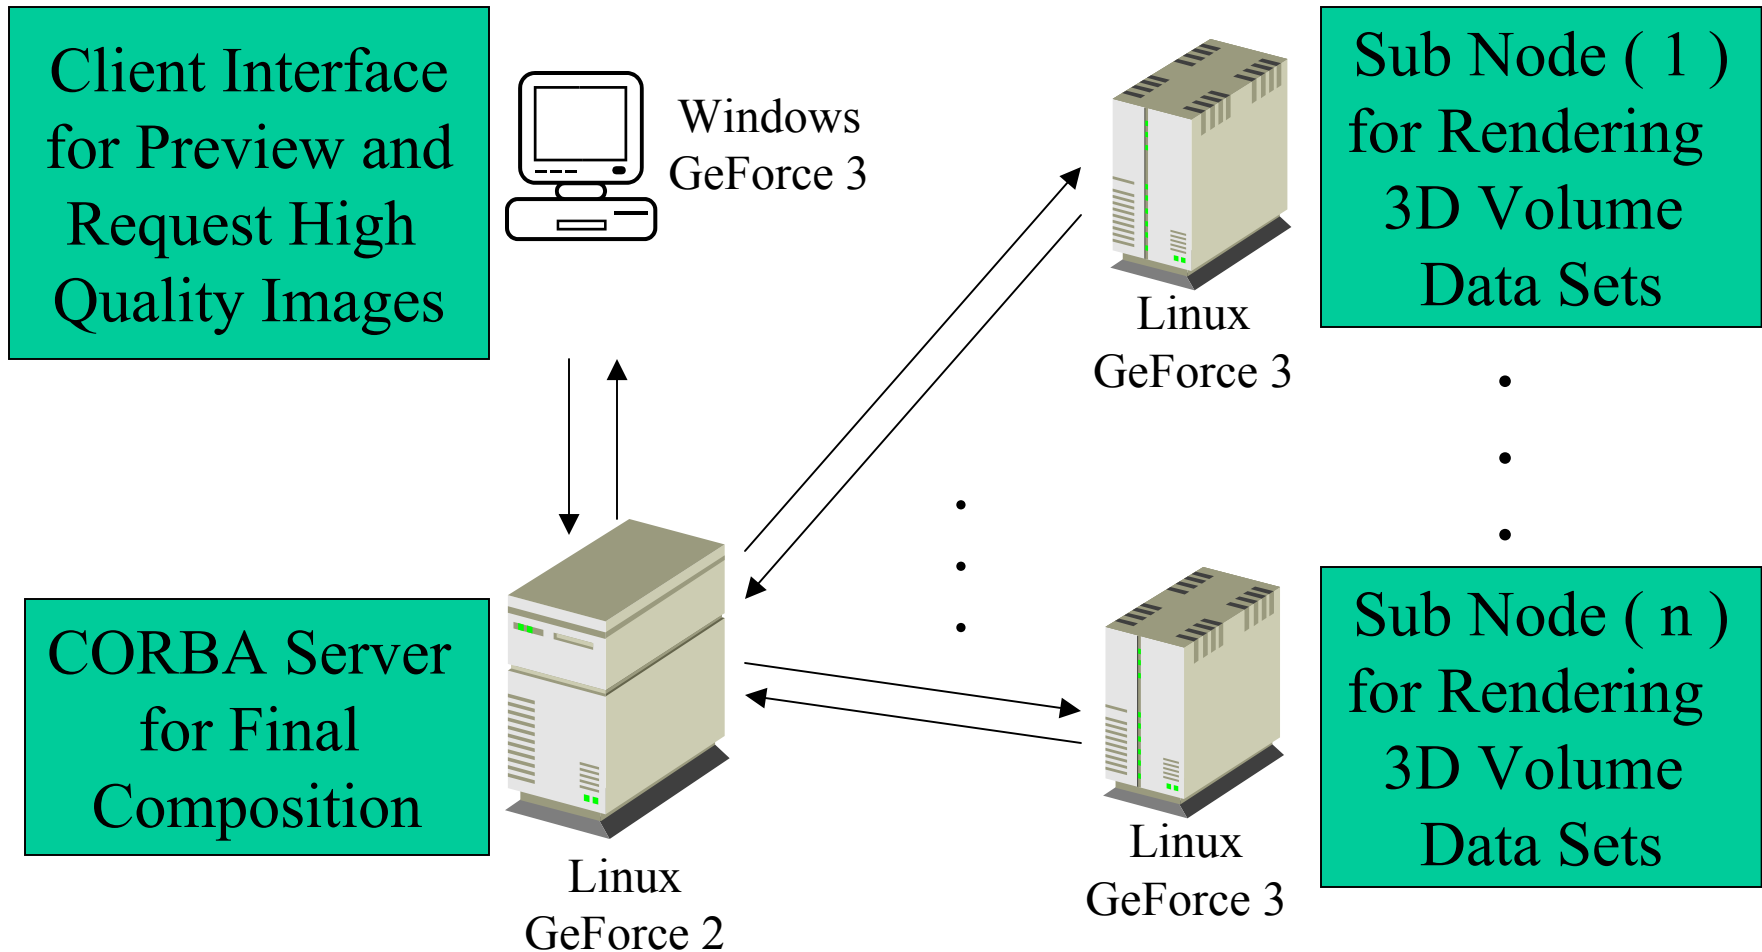 Client Interface
for Preview and
Request High
Quality Images
Windows
GeForce 3
Linux
GeForce 3
Sub Node ( 1 )
for Rendering
3D Volume
Data Sets
CORBA Server
for Final
Composition
Linux
GeForce 2
Linux
GeForce 3
Sub Node ( n )
for Rendering
3D Volume
Data Sets